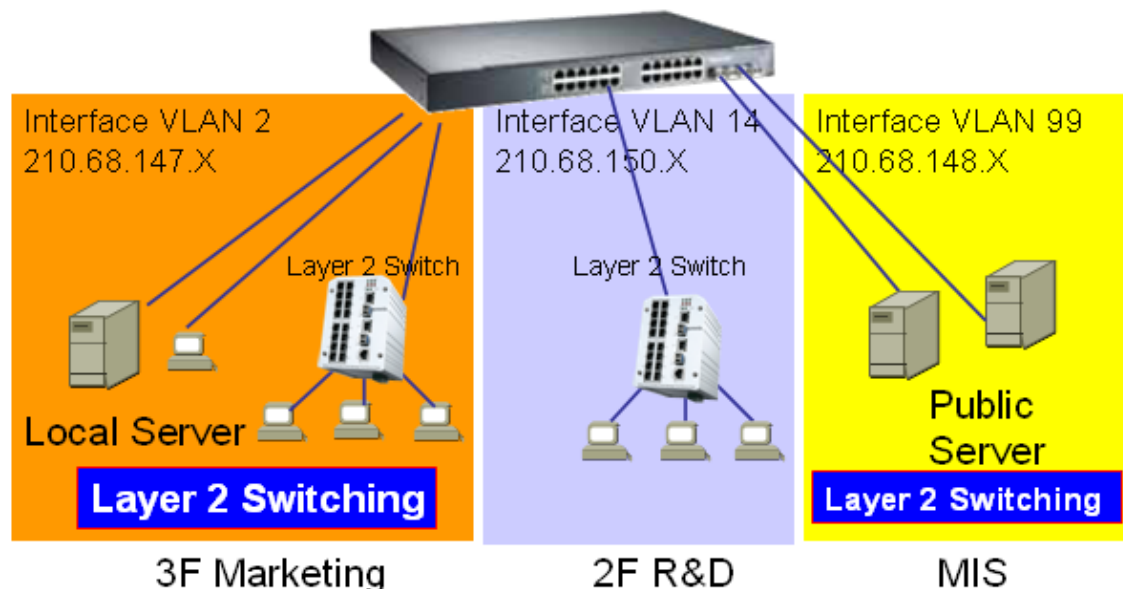 Interface VLAN 2
210.68.147.X
Interface VLAN 14
210.68.150.X
Interface VLAN 99
210.68.148.X
Layer 2 Switch
Layer 2 Switch
Local Server
Public
Server
Layer 2 Switching
Layer 2 Switching
3F Marketing
2F R&D
MIS